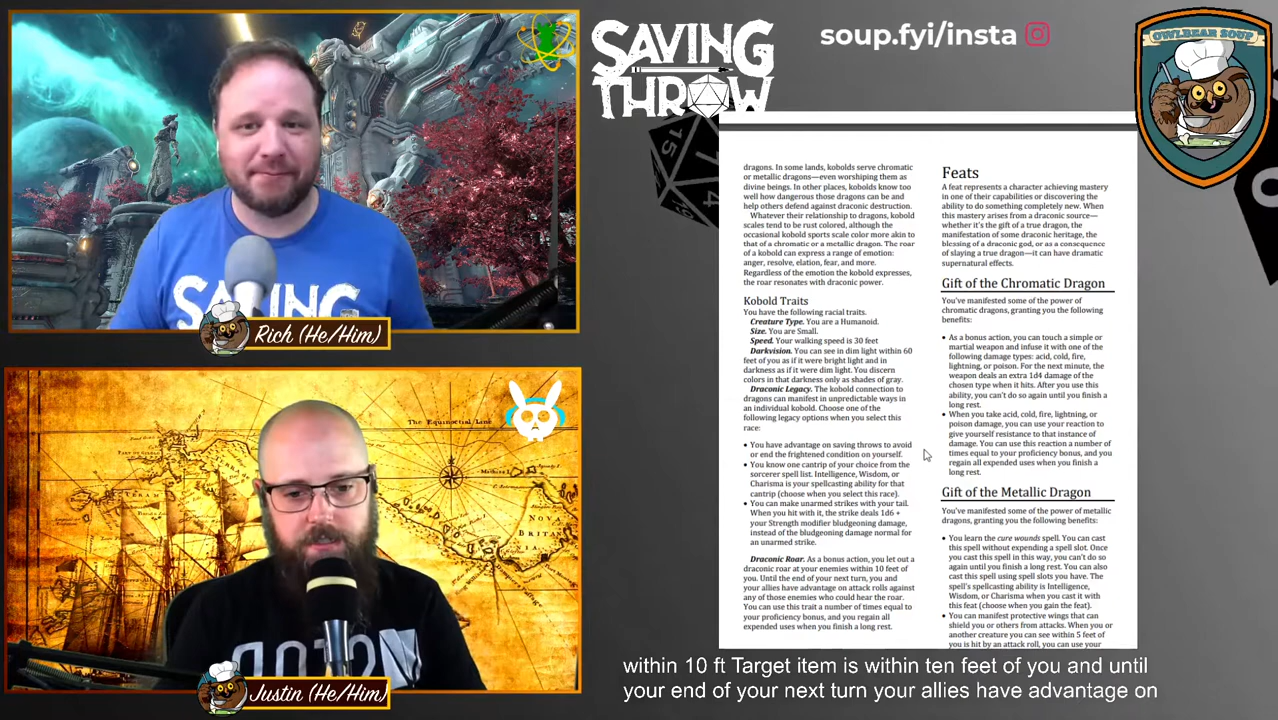 SAVING
THROW
soup.fyi/insta
OWLBEAR SOUP
SAVING
Rich (He/Him)
The Equinoctial Line
NOVA
Justin (He/Him)
dragons. In some lands, kobolds serve chromatic
or metallic dragons—even worshiping them as
divine beings. In other places, kobolds know too
well how dangerous those dragons can be and
help others defend against draconic destruction.
Whatever their relationship to dragons, kobold
scales tend to be rust colored, although the
occasional kobold sports scale color more akin to
that of a chromatic or a metallic dragon. The roar
of a kobold can express a range of emotion:
anger, resolve, elation, fear, and more.
Regardless of the emotion the kobold expresses,
the roar resonates with draconic power.
Kobold Traits
You have the following racial traits.
Creature Type. You are a Humanoid.
Size. You are Small.
Speed. Your walking speed is 30 feet
Darkvision. You can see in dim light within 60
feet of you as if it were bright light and in
darkness as if it were dim light. You discern
colors in that darkness only as shades of gray.
Draconic Legacy. The kobold connection to
dragons can manifest in unpredictable ways in
an individual kobold. Choose one of the
following legacy options when you select this
race:
• You have advantage on saving throws to avoid
or end the frightened condition on yourself.
• You know one cantrip of your choice from the
sorcerer spell list. Intelligence, Wisdom, or
Charisma is your spellcasting ability for that
cantrip (choose when you select this race).
• You can make unarmed strikes with your tail.
When you hit with it, the strike deals 1d6 +
your Strength modifier bludgeoning damage,
instead of the bludgeoning damage normal for
an unarmed strike.
Draconic Roar. As a bonus action, you let out a
draconic roar at your enemies within 10 feet of
you. Until the end of your next turn, you and
your allies have advantage on attack rolls against
any of those enemies who could hear the roar.
You can use this trait a number of times equal to
your proficiency bonus, and you regain all
expended uses when you finish a long rest.
Feats
A feat represents a character achieving mastery
in one of their capabilities or discovering the
ability to do something completely new. When
this mastery arises from a draconic source—
whether it's the gift of a true dragon, the
manifestation of some draconic heritage, the
blessing of a draconic god, or as a consequence
of slaying a true dragon—it can have dramatic
supernatural effects.
Gift of the Chromatic Dragon
You've manifested some of the power of
chromatic dragons, granting you the following
benefits:
• As a bonus action, you can touch a simple or
martial weapon and infuse it with one of the
following damage types: acid, cold, fire,
lightning, or poison. For the next minute, the
weapon deals an extra 1d4 damage of the
chosen type when it hits. After you use this
ability, you can't do so again until you finish a
long rest.
• When you take acid, cold, fire, lightning, or
poison damage, you can use your reaction to
give yourself resistance to that instance of
damage. You can use this reaction a number of
times equal to your proficiency bonus, and you
regain all expended uses when you finish a
long rest.
Gift of the Metallic Dragon
You've manifested some of the power of metallic
dragons, granting you the following benefits:
• You learn the cure wounds spell. You can cast
this spell without expending a spell slot. Once
you cast this spell in this way, you can't do so
again until you finish a long rest. You can also
cast this spell using spell slots you have. The
spell's spellcasting ability is Intelligence,
Wisdom, or Charisma when you cast it with
this feat (choose when you gain the feat).
• You can manifest protective wings that can
shield you or others from attacks. When you or
another creature you can see within 5 feet of
you is hit by an attack roll, you can use your
within 10 ft Target item is within ten feet of you and until
your end of your next turn your allies have advantage on